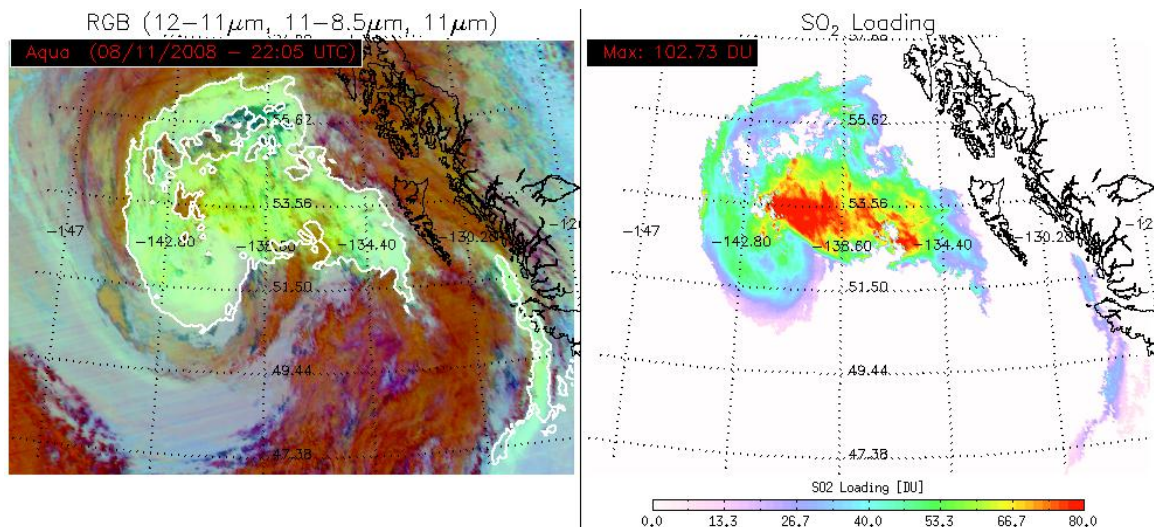 RGB (12-11μm, 11-8.5μm, 11μm)
Aqua (08/11/2008 - 22:05 UTC)
55.62
53.56
-147 -142.80 -134.40 -130.28
51.50
49.44
47.38
SO2 Loading
Max: 102.73 DU
55.62
53.56
-147 -142.80 -138.60 -134.40 -130.28
51.50
49.44
47.38
SO2 Loading [DU]
0.0 13.3 26.7 40.0 53.3 66.7 80.0